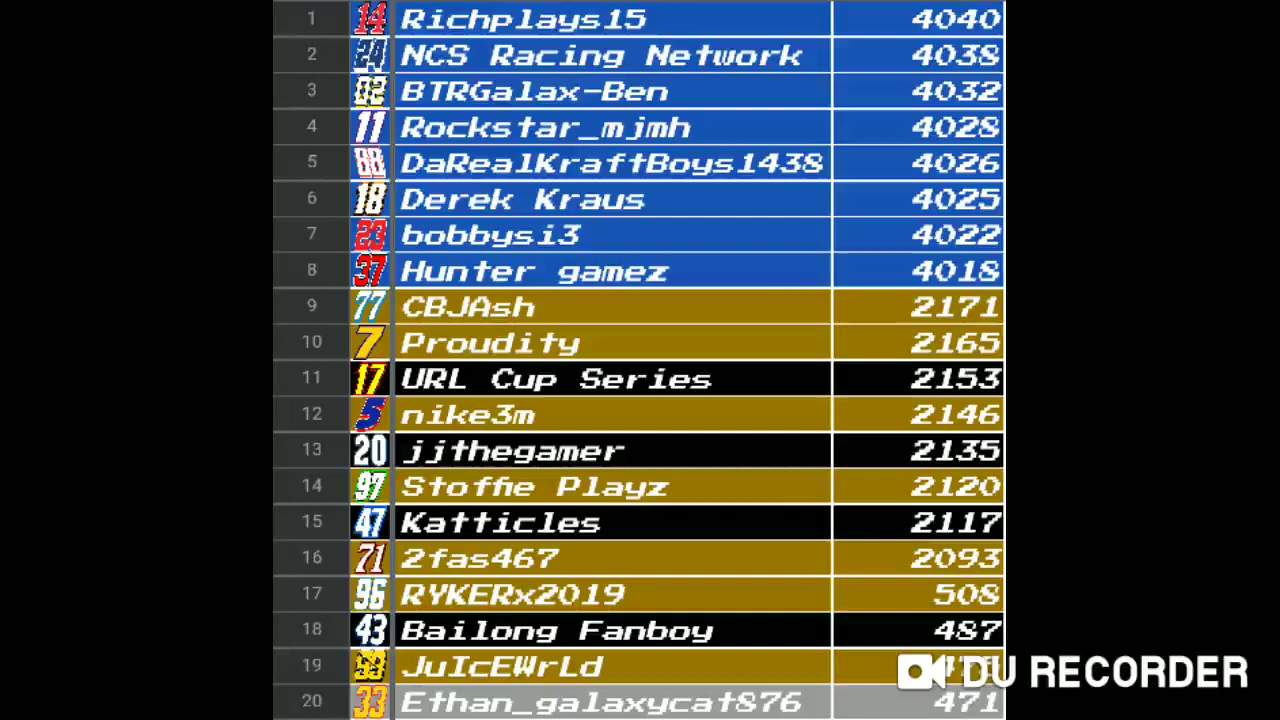 1 14 Richplays15 4040
2 24 NCS Racing Network 4038
3 02 BTRGalax-Ben 4032
4 11 Rockstar_mjmh 4028
5 88 DaRealKraftBoys1438 4026
6 18 Derek Kraus 4025
7 23 bobbysi3 4022
8 37 Hunter gamez 4018
9 77 CBJAsh 2171
10 7 Proudity 2165
11 17 URL Cup Series 2153
12 5 nike3m 2146
13 20 jjthegamer 2135
14 97 Stoffie Playz 2120
15 47 Katticles 2117
16 71 2fas467 2093
17 96 RYKERx2019 508
18 43 Bailong Fanboy 487
19 JuIcEWrLd
DU RECORDER
20 33 Ethan_galaxycat876 471